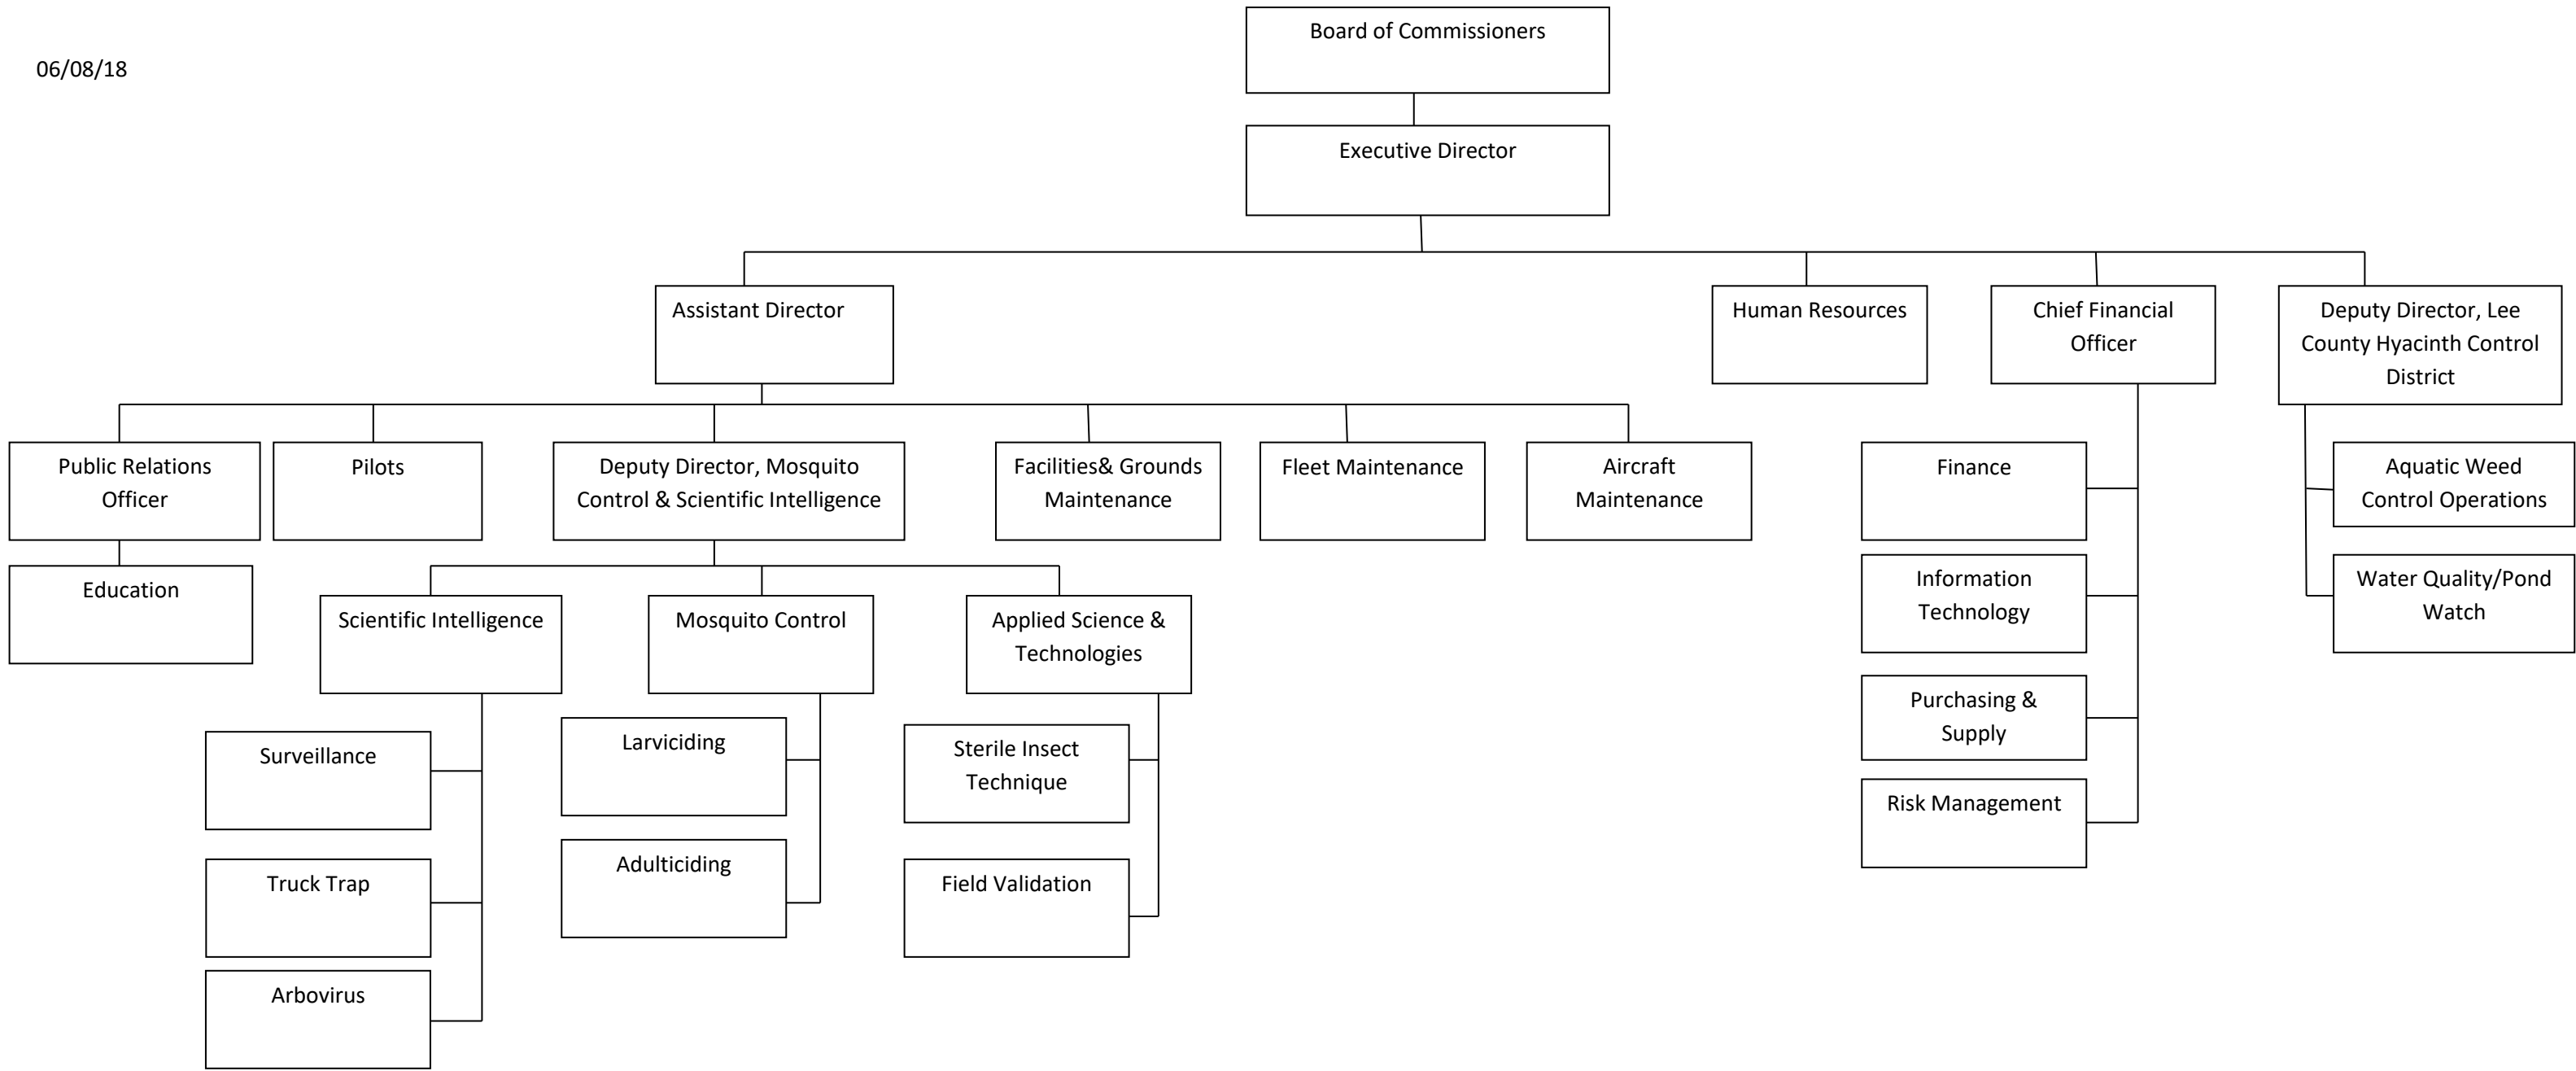 Board of Commissioners
06/08/18
Executive Director
Assistant Director
Human Resources
Chief Financial
Officer
Deputy Director, Lee
County Hyacinth Control
District
Public Relations
Officer
Pilots
Deputy Director, Mosquito
Control & Scientific Intelligence
Facilities& Grounds
Maintenance
Fleet Maintenance
Aircraft
Maintenance
Finance
Aquatic Weed
Control Operations
Education
Scientific Intelligence
Mosquito Control
Applied Science &
Technologies
Information
Technology
Water Quality/Pond
Watch
Surveillance
Larviciding
Sterile Insect
Technique
Purchasing &
Supply
Truck Trap
Adulticiding
Field Validation
Risk Management
Arbovirus